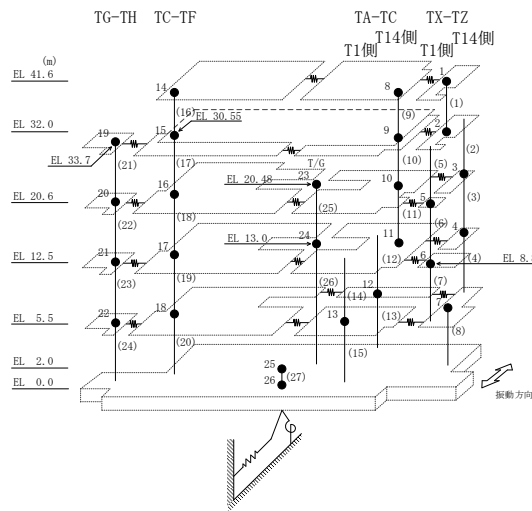 TG-TH TC-TF TA-TC TX-TZ
T14側 T14側
T1側 T1側
(m)
EL 41.6
14 8 1
(16) EL 30.55 (9) (1)
EL 32.0
19 15 9 2
EL 33.7 (21) (17) (10) (2)
T/G
23 (5) 3
EL 20.6
20 16 EL 20.48 10 5 (3)
(22) (18) (25) (11)
24 11 (6) 4
EL 12.5
21 17 EL 13.0 (12) 6 (4) EL 8.
(23) (19) (26) (14) 12 (7)
EL 5.5
22 18 13 (13) 7
(24) (20) (15) (8)
EL 2.0
25
EL 0.0
26 (27)
振動方向